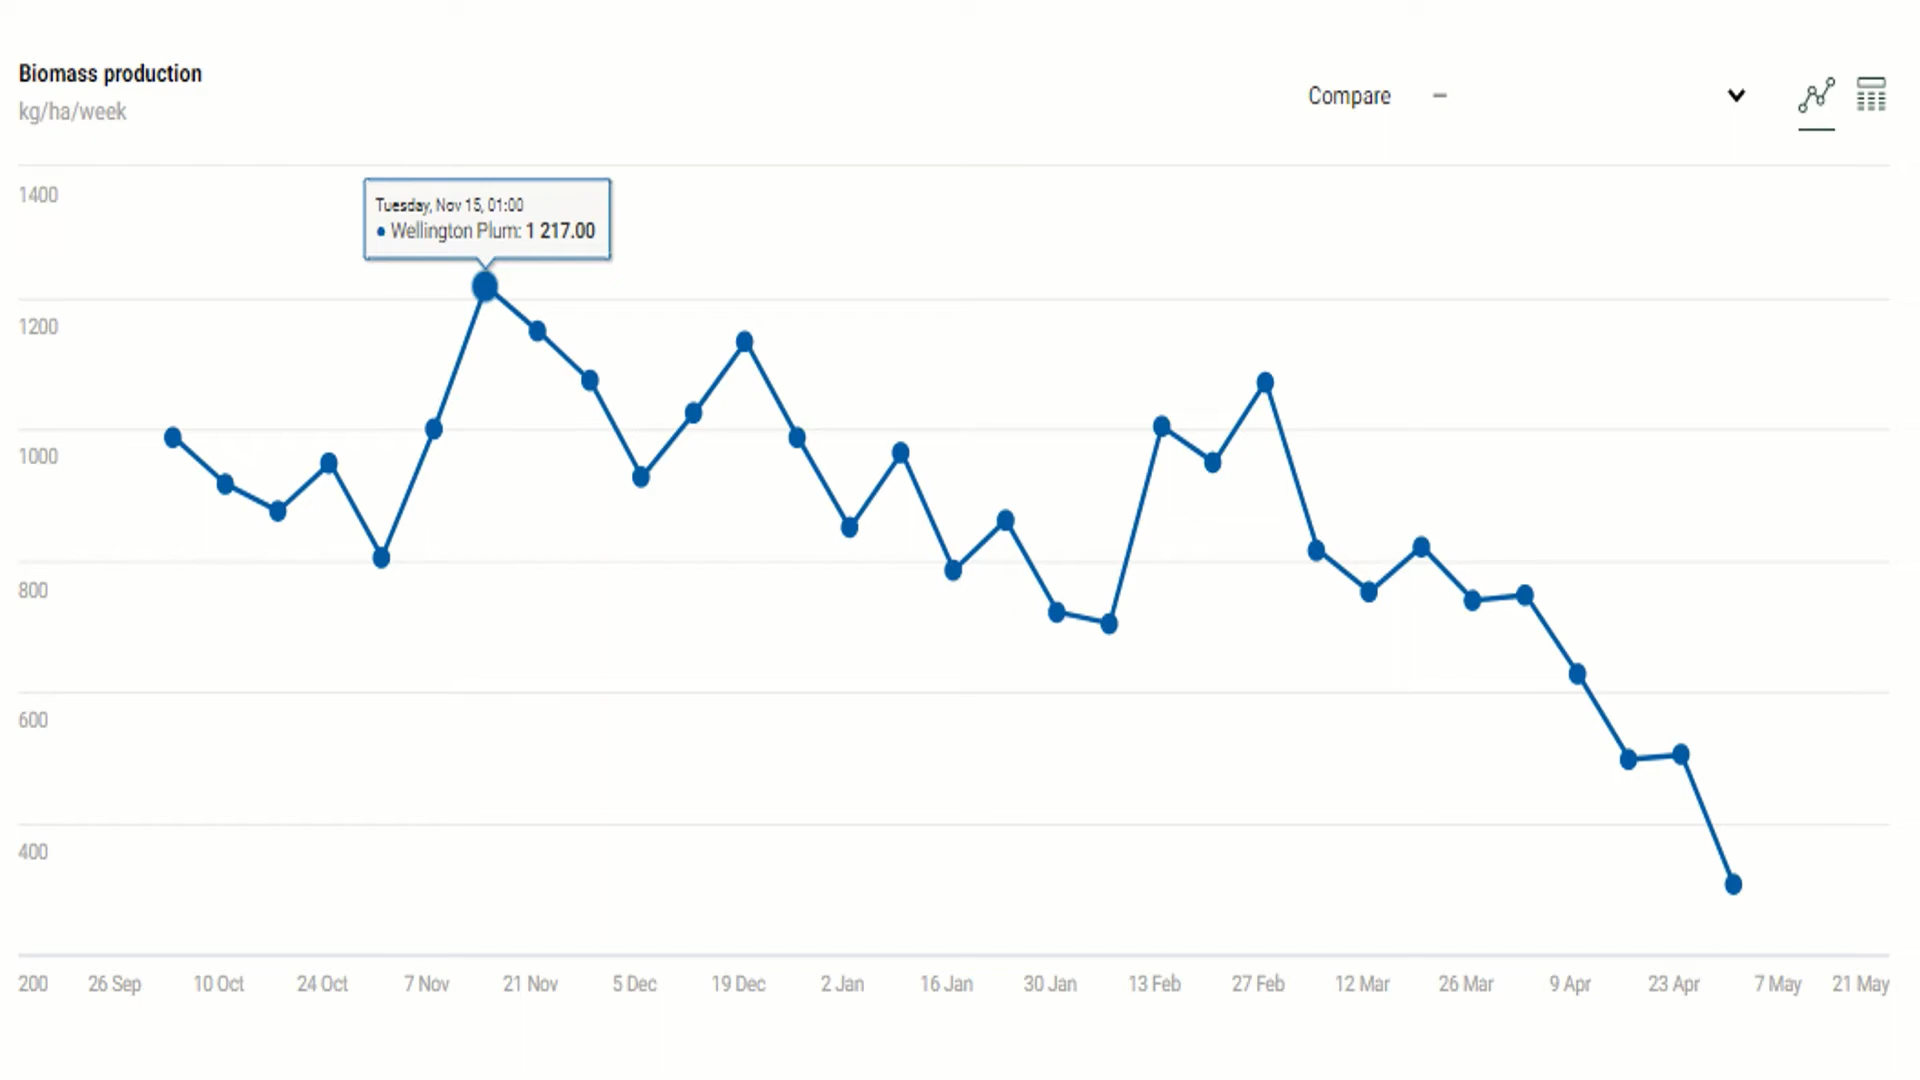 Biomass production
kg/ha/week
Compare –
1400
Tuesday, Nov 15, 01:00
• Wellington Plum: 1 217.00
1200
1000
800
600
400
200 26 Sep 10 Oct 24 Oct 7 Nov 21 Nov 5 Dec 19 Dec 2 Jan 16 Jan 30 Jan 13 Feb 27 Feb 12 Mar 26 Mar 9 Apr 23 Apr 7 May 21 May